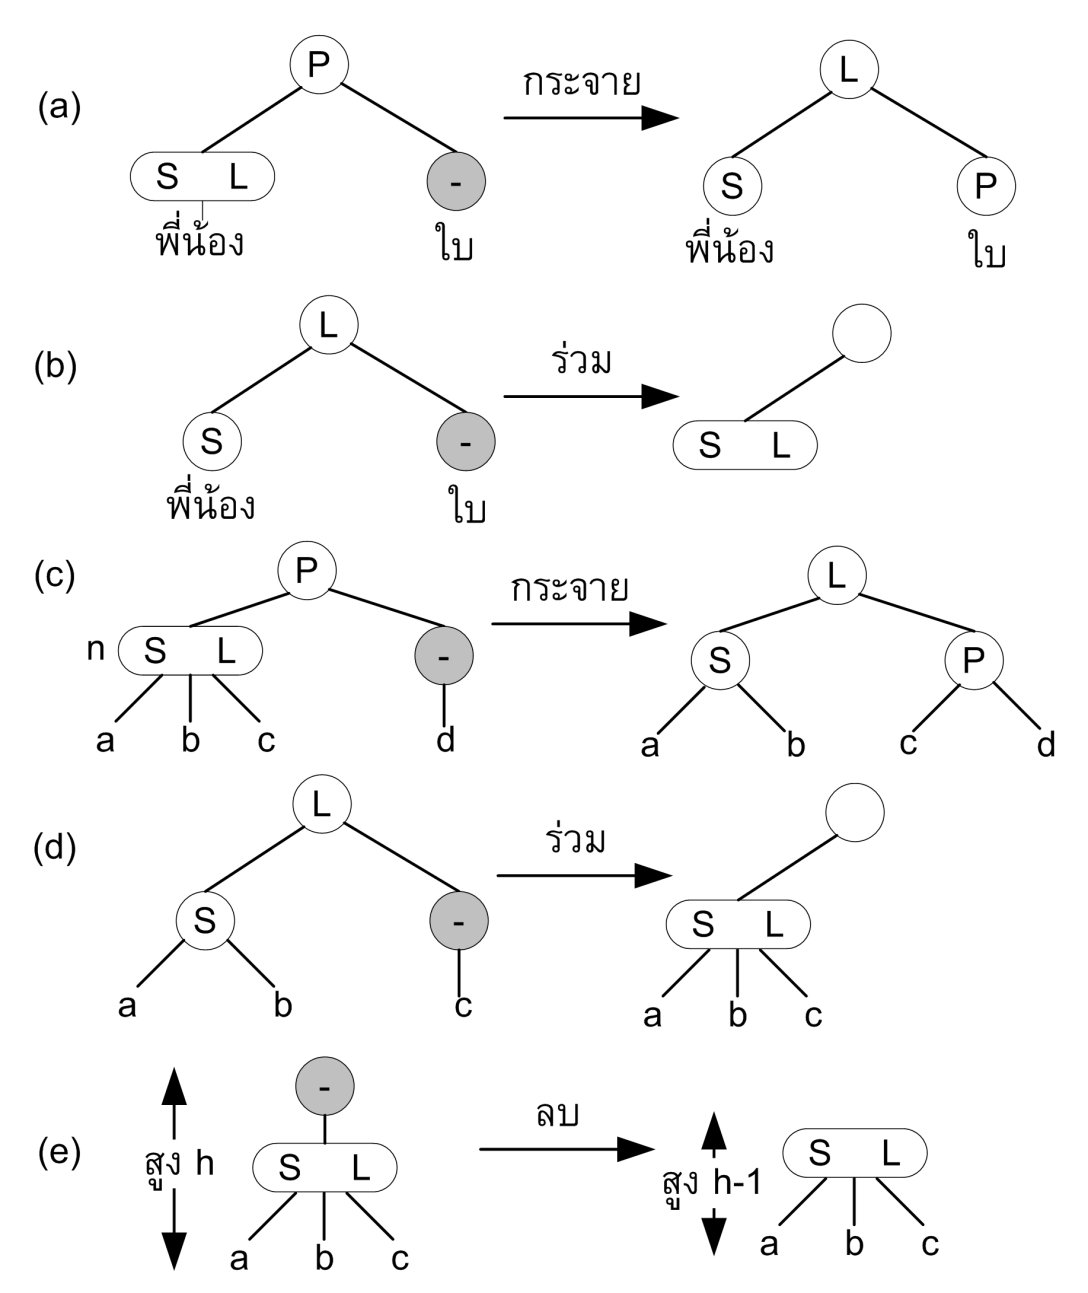 (a) P กระจาย L
S L - S P
พี่น้อง ใบ พี่น้อง ใบ
(b) L ร่วม
S - S L
พี่น้อง ใบ
(c) P กระจาย L
n S L - S P
a b c d a b c d
(d) L ร่วม
S - S L
a b c a b c
(e) - ลบ
สูง h S L สูง h-1 S L
a b c a b c